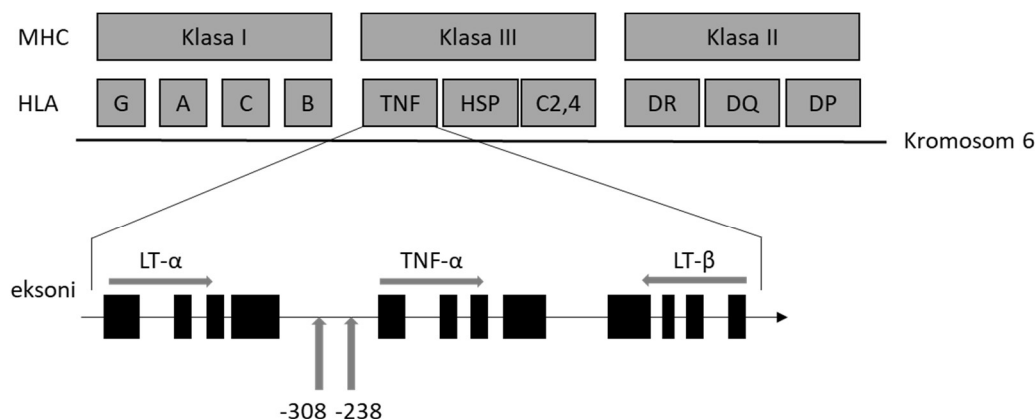 MHC Klasa I Klasa III Klasa II
HLA G A C B TNF HSP C2,4 DR DQ DP
Kromosom 6
LT-α TNF-α LT-β
eksoni
-308 -238